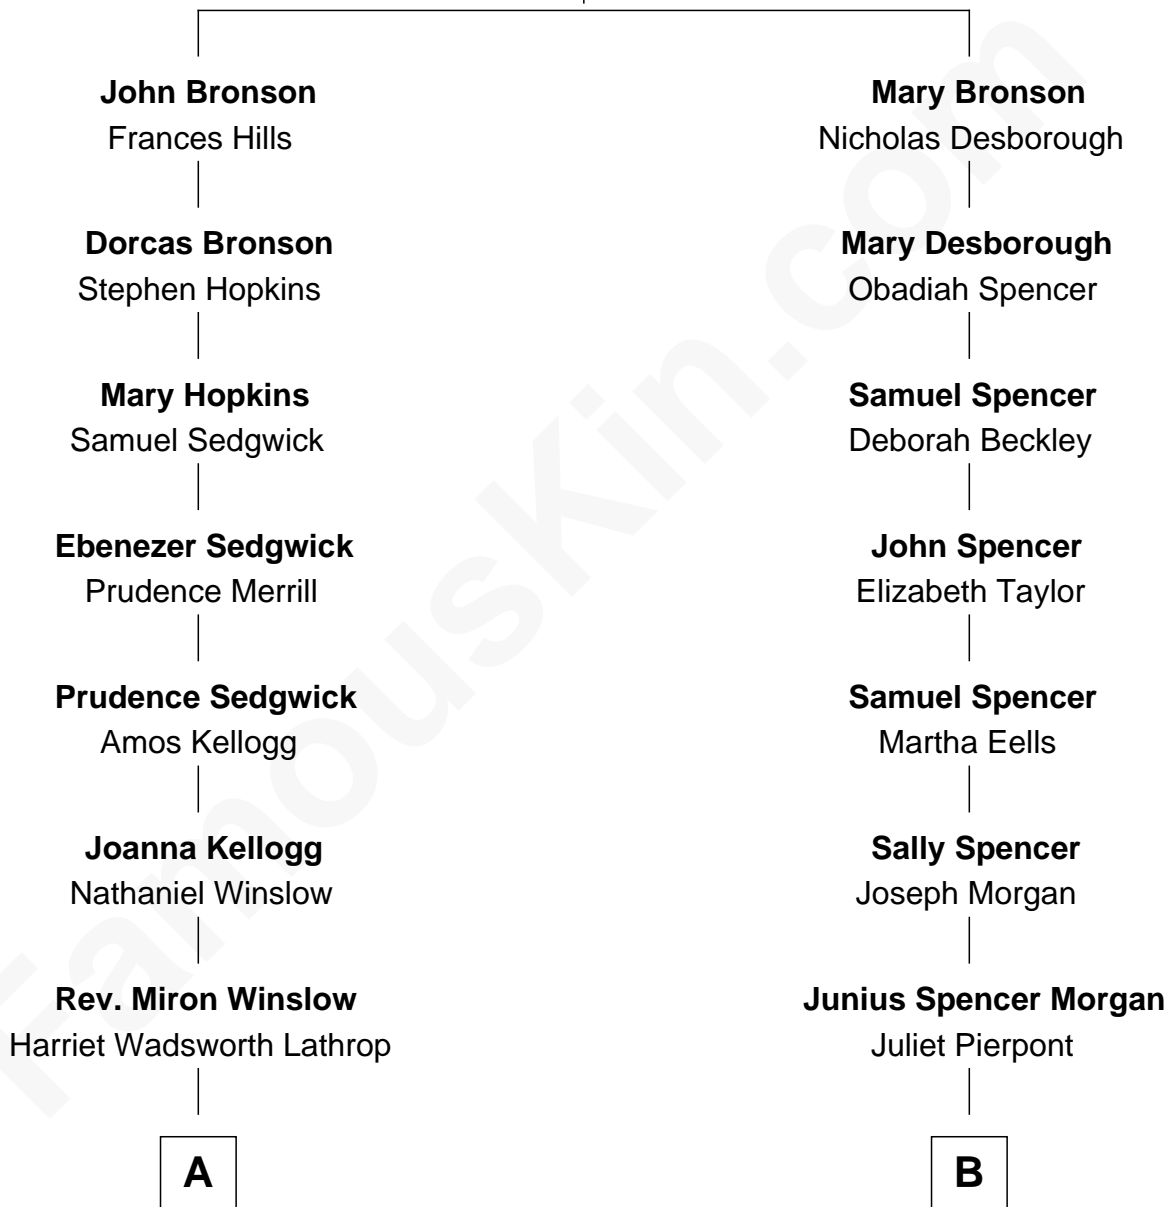 John Bronson
Frances Hills
Dorcas Bronson
Stephen Hopkins
Mary Hopkins
Samuel Sedgwick
Ebenezer Sedgwick
Prudence Merrill
Prudence Sedgwick
Amos Kellogg
Joanna Kellogg
Nathaniel Winslow
Rev. Miron Winslow
Harriet Wadsworth Lathrop
A
Mary Bronson
Nicholas Desborough
Mary Desborough
Obadiah Spencer
Samuel Spencer
Deborah Beckley
John Spencer
Elizabeth Taylor
Samuel Spencer
Martha Eells
Sally Spencer
Joseph Morgan
Junius Spencer Morgan
Juliet Pierpont
B
FamousKin.com